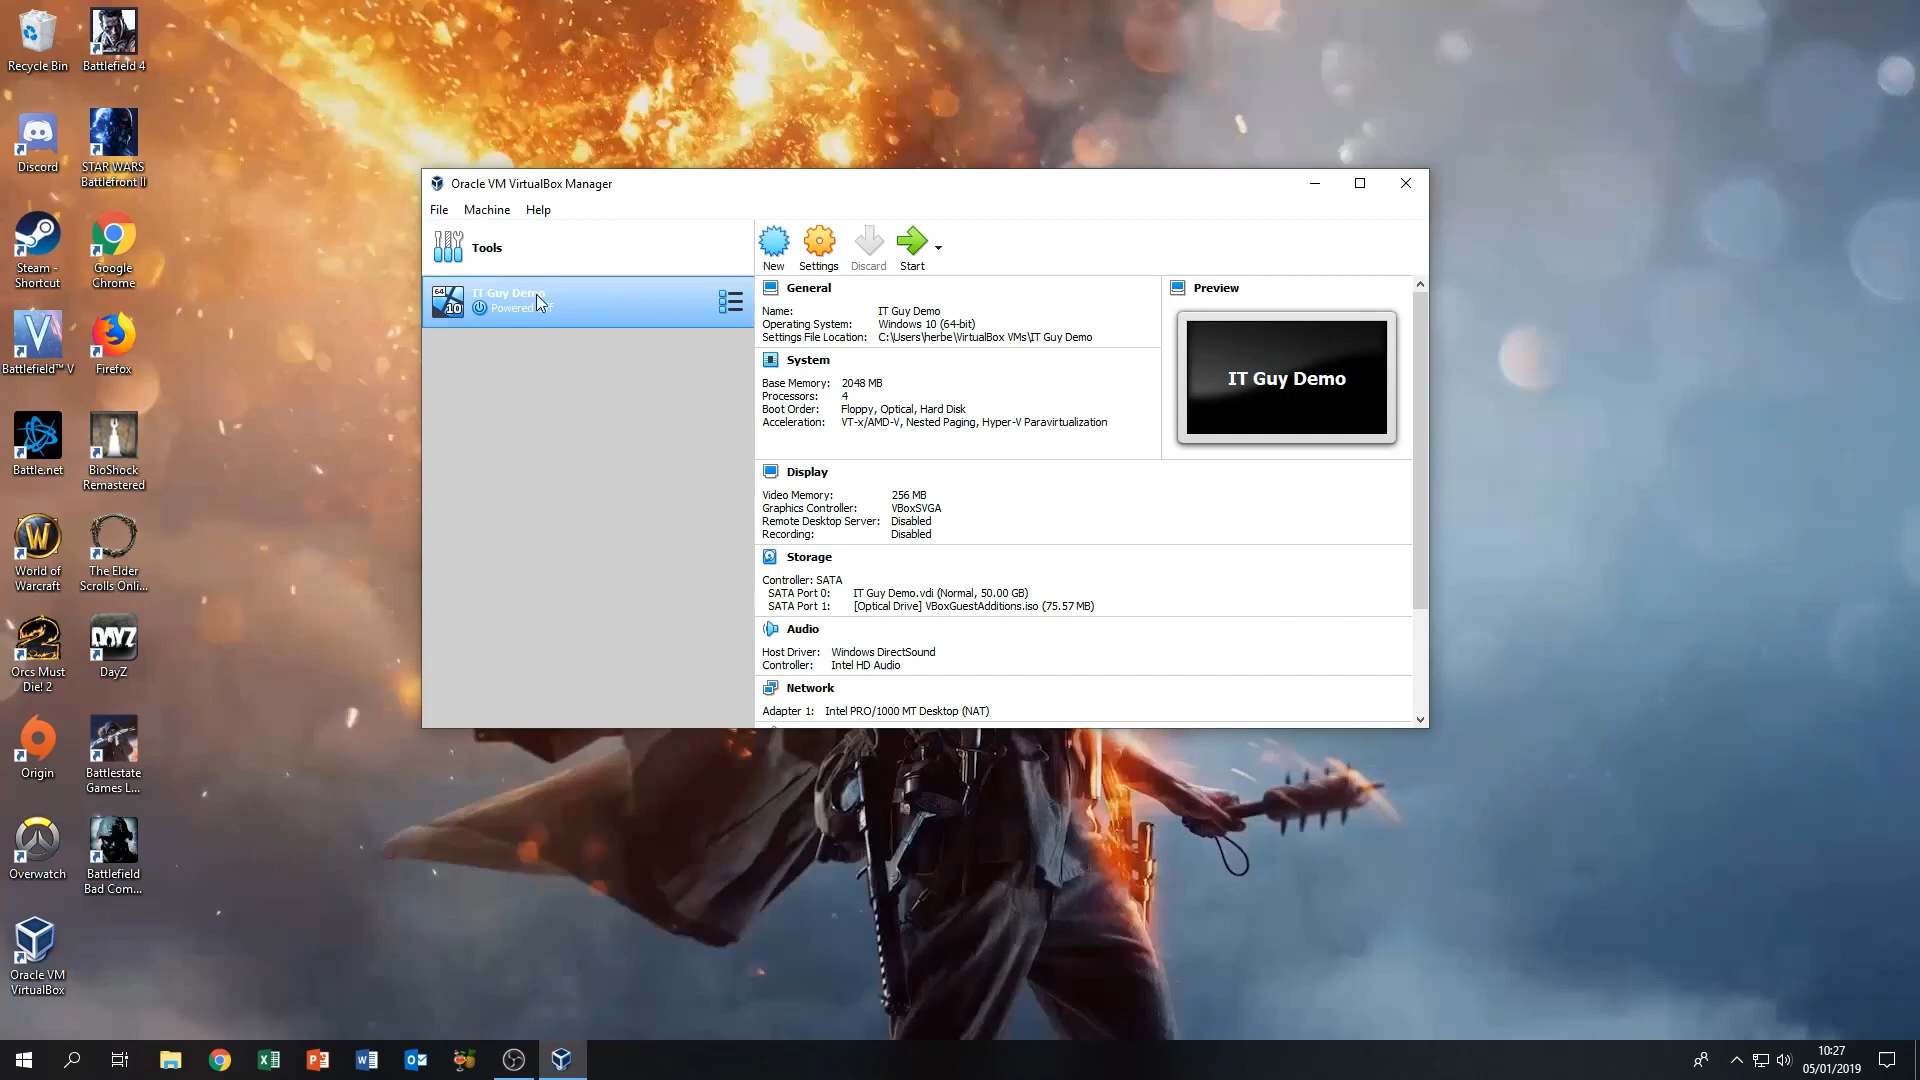 Recycle Bin
Battlefield 4
Discord
STAR WARS
Battlefront II
Steam -
Shortcut
Google
Chrome
Battlefield™ V
Firefox
Battle.net
BioShock
Remastered
World of
Warcraft
The Elder
Scrolls Onli...
Orcs Must
Die! 2
DAYZ
DayZ
Origin
Battlestate
Games L...
Overwatch
Battlefield
Bad Com...
Oracle VM
VirtualBox
Oracle VM VirtualBox Manager
File Machine Help
Tools
New Settings Discard Start
64
10
IT Guy Demo
Powered Off
General
Name: IT Guy Demo
Operating System: Windows 10 (64-bit)
Settings File Location: C:\Users\herbe\VirtualBox VMs\IT Guy Demo
System
Base Memory: 2048 MB
Processors: 4
Boot Order: Floppy, Optical, Hard Disk
Acceleration: VT-x/AMD-V, Nested Paging, Hyper-V Paravirtualization
Preview
IT Guy Demo
Display
Video Memory: 256 MB
Graphics Controller: VBoxSVGA
Remote Desktop Server: Disabled
Recording: Disabled
Storage
Controller: SATA
SATA Port 0: IT Guy Demo.vdi (Normal, 50.00 GB)
SATA Port 1: [Optical Drive] VBoxGuestAdditions.iso (75.57 MB)
Audio
Host Driver: Windows DirectSound
Controller: Intel HD Audio
Network
Adapter 1: Intel PRO/1000 MT Desktop (NAT)
10:27
05/01/2019